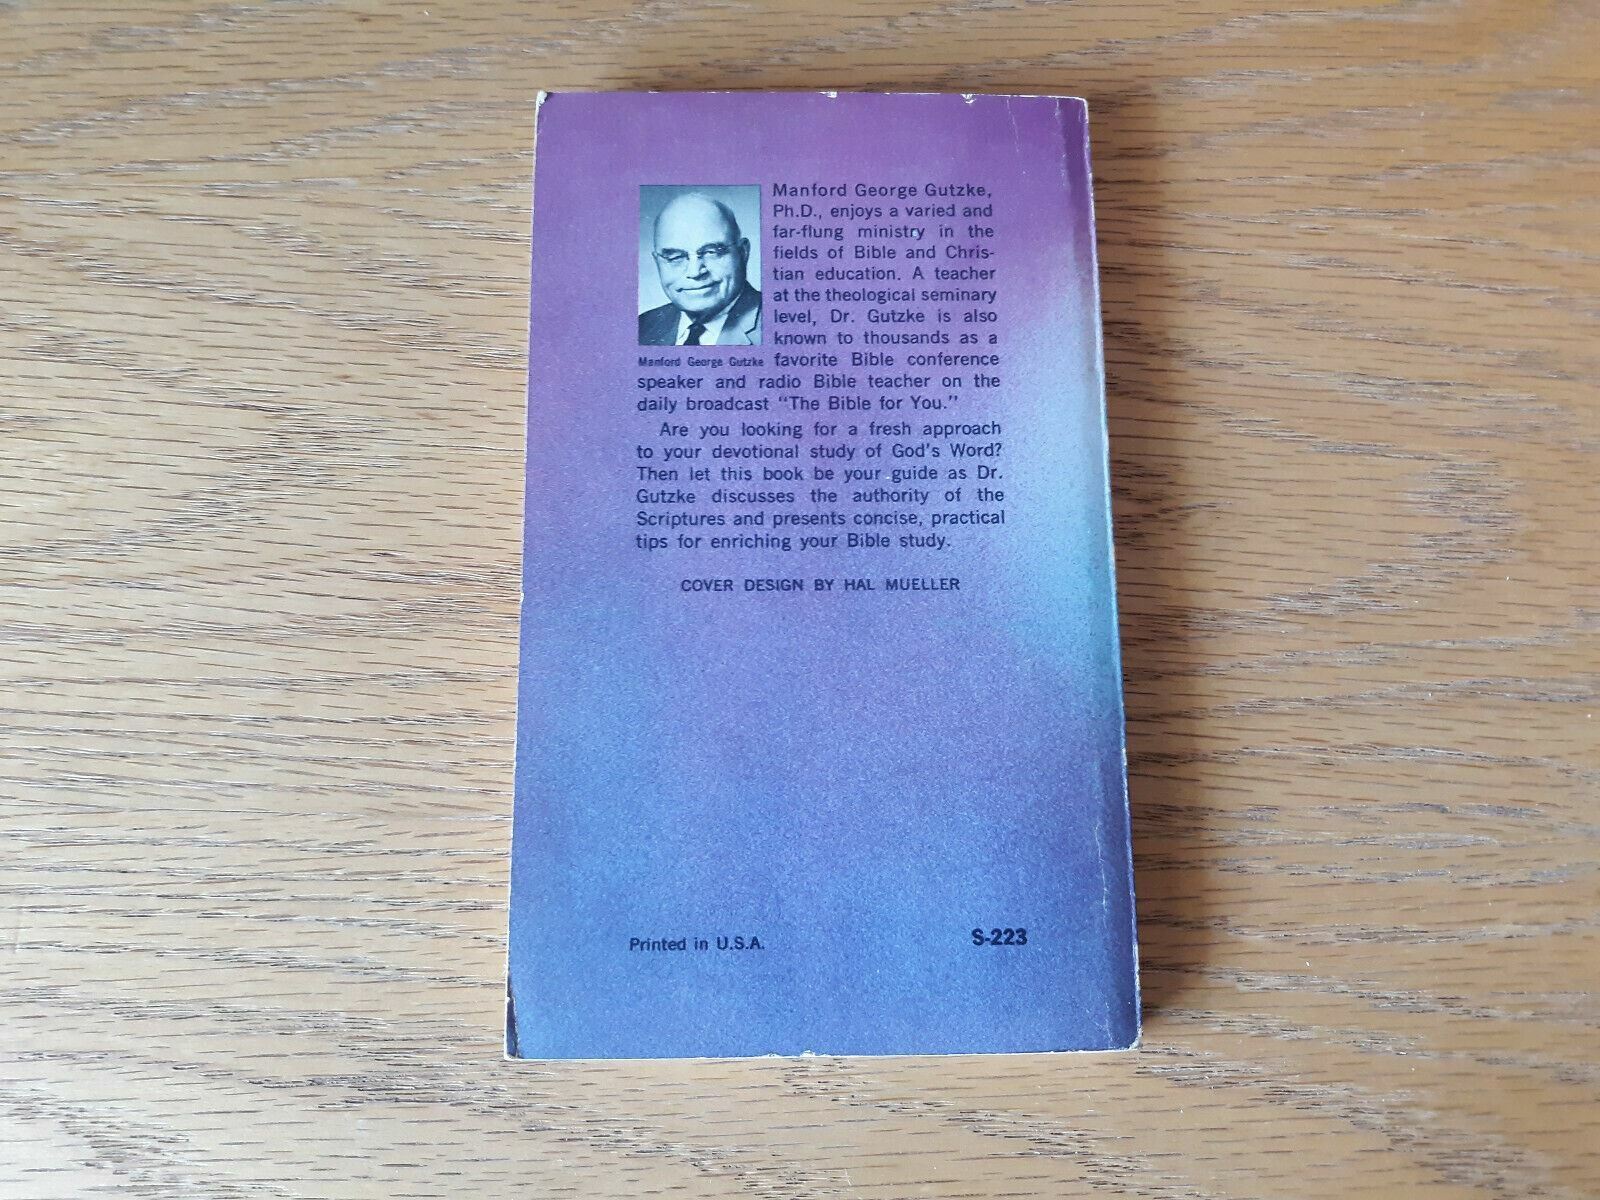 Manford George Gutzke,
Ph.D., enjoys a varied and
far-flung ministry in the
fields of Bible and Chris-
tian education. A teacher
at the theological seminary
level, Dr. Gutzke is also
known to thousands as a
Manford George Gutzke
favorite Bible conference
speaker and radio Bible teacher on the
daily broadcast "The Bible for You."
Are you looking for a fresh approach
to your devotional study of God's Word?
Then let this book be your guide as Dr.
Gutzke discusses the authority of the
Scriptures and presents concise, practical
tips for enriching your Bible study.
COVER DESIGN BY HAL MUELLER
Printed in U.S.A.
S-223